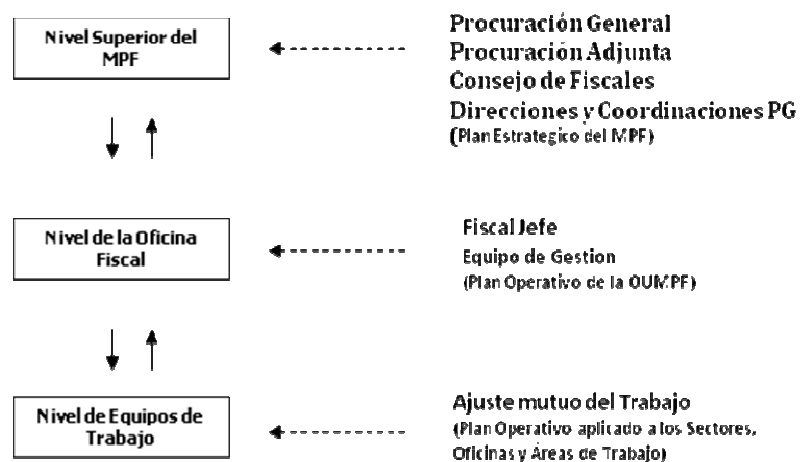 Nivel Superior del
MPF
Procuración General
Procuración Adjunta
Consejo de Fiscales
Direcciones y Coordinaciones PG
(Plan Estrategico del MPF)
Nivel de la Oficina
Fiscal
Fiscal Jefe
Equipo de Gestion
(Plan Operativo de la OUMPF)
Nivel de Equipos de
Trabajo
Ajuste mutuo del Trabajo
(Plan Operativo aplicado a los Sectores,
Oficinas y Áreas de Trabajo)